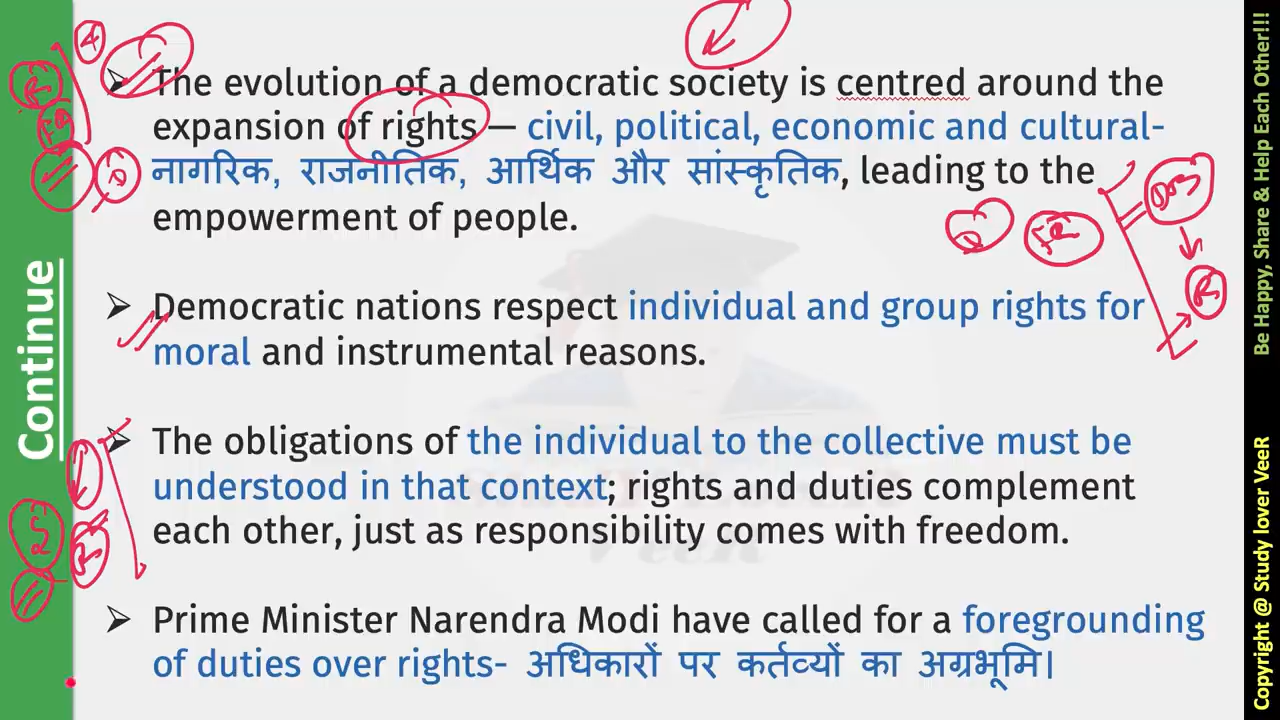 The evolution of a democratic society is centred around the
expansion of rights — civil, political, economic and cultural-
नागरिक, राजनीतिक, आर्थिक और सांस्कृतिक, leading to the
empowerment of people.
Democratic nations respect individual and group rights for
moral and instrumental reasons.
The obligations of the individual to the collective must be
understood in that context; rights and duties complement
each other, just as responsibility comes with freedom.
Prime Minister Narendra Modi have called for a foregrounding
of duties over rights- अधिकारों पर कर्तव्यों का अग्रभूमि।
Continue
Be Happy, Share & Help Each Other!!!
Copyright @ Study lover VeeR